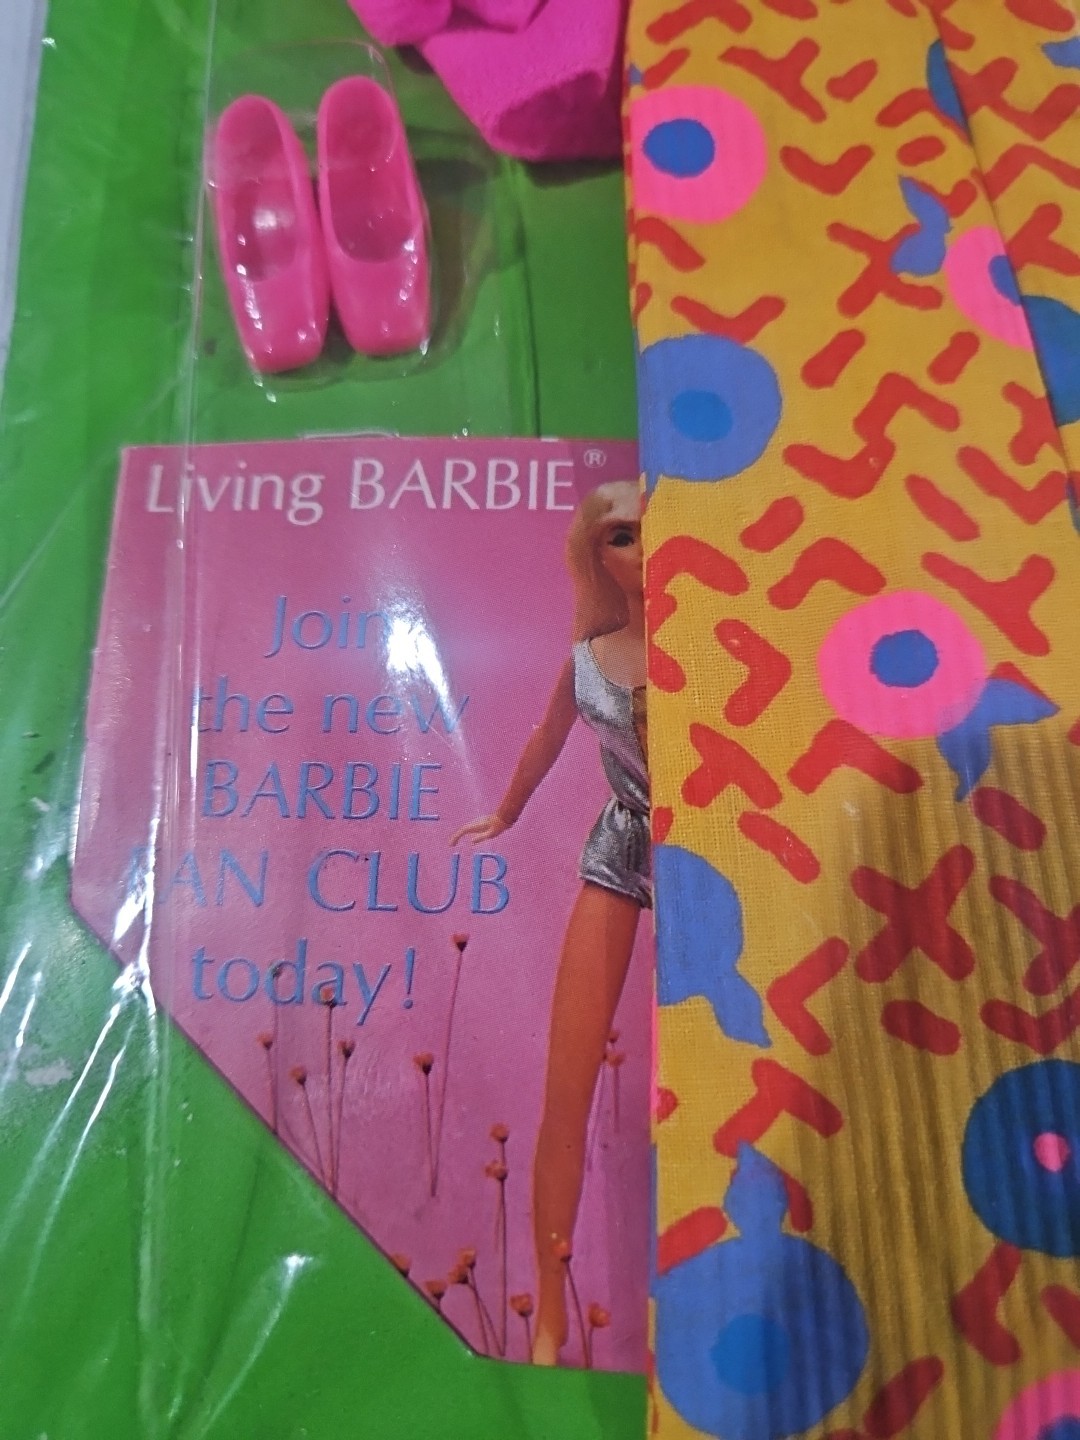 Living BARBIE®
Join
the new
BARBIE
FAN CLUB
today!